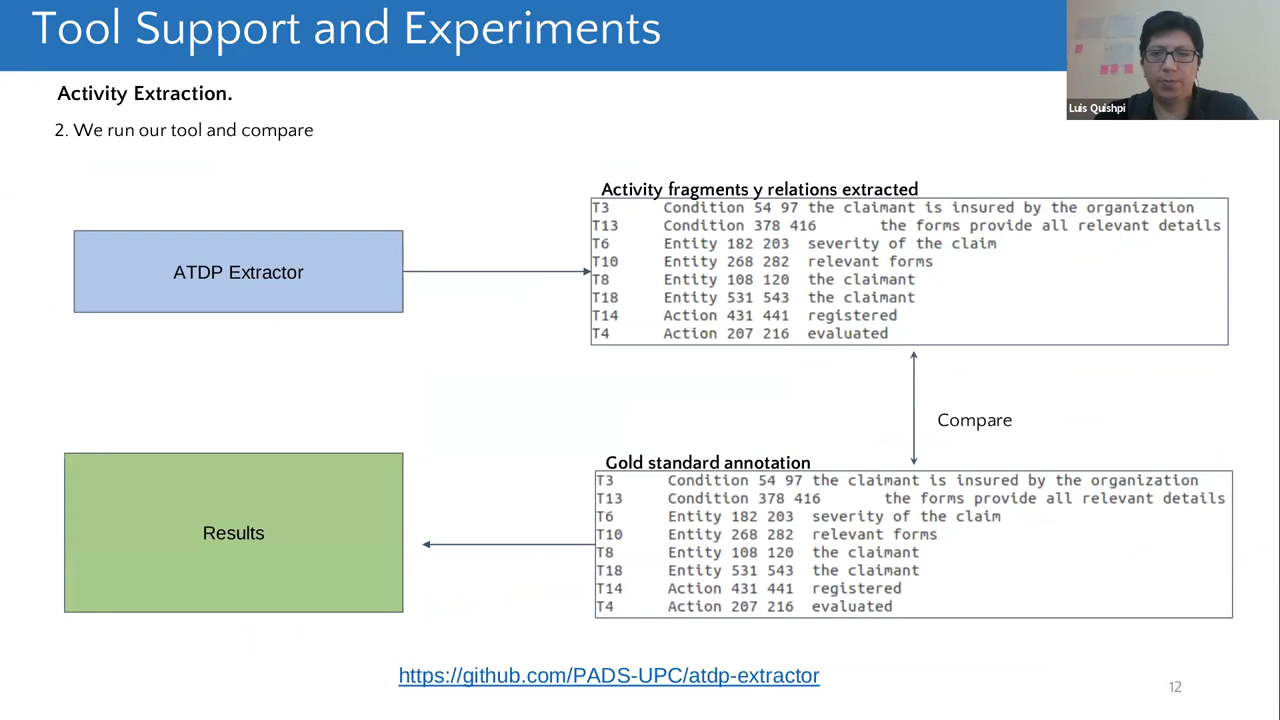 Tool Support and Experiments
Luis Quishpi
Activity Extraction.
2. We run our tool and compare
Activity fragments y relations extracted
T3 Condition 54 97 the claimant is insured by the organization
T13 Condition 378 416 the forms provide all relevant details
T6 Entity 182 203 severity of the claim
T10 Entity 268 282 relevant forms
T8 Entity 108 120 the claimant
T18 Entity 531 543 the claimant
T14 Action 431 441 registered
T4 Action 207 216 evaluated
ATDP Extractor
Compare
Gold standard annotation
T3 Condition 54 97 the claimant is insured by the organization
T13 Condition 378 416 the forms provide all relevant details
T6 Entity 182 203 severity of the claim
T10 Entity 268 282 relevant forms
T8 Entity 108 120 the claimant
T18 Entity 531 543 the claimant
T14 Action 431 441 registered
T4 Action 207 216 evaluated
Results
https://github.com/PADS-UPC/atdp-extractor
12